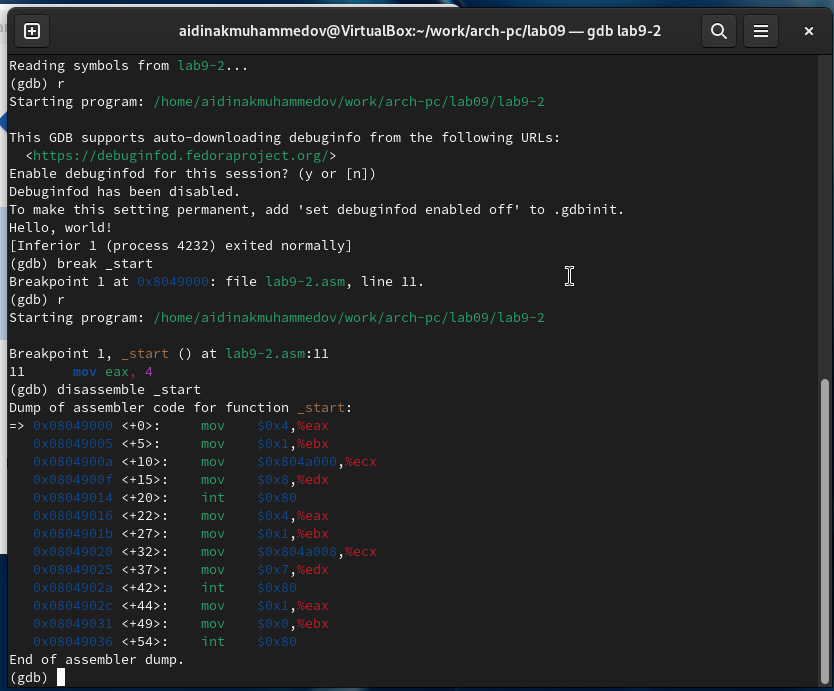 aidinakmuhammedov@VirtualBox:~/work/arch-pc/lab09 — gdb lab9-2
Reading symbols from lab9-2...
(gdb) r
Starting program: /home/aidinakmuhammedov/work/arch-pc/lab09/lab9-2
This GDB supports auto-downloading debuginfo from the following URLs:
  <https://debuginfod.fedoraproject.org/>
Enable debuginfod for this session? (y or [n])
Debuginfod has been disabled.
To make this setting permanent, add 'set debuginfod enabled off' to .gdbinit.
Hello, world!
[Inferior 1 (process 4232) exited normally]
(gdb) break _start
Breakpoint 1 at 0x8049000: file lab9-2.asm, line 11.
(gdb) r
Starting program: /home/aidinakmuhammedov/work/arch-pc/lab09/lab9-2
Breakpoint 1, _start () at lab9-2.asm:11
11      mov eax, 4
(gdb) disassemble _start
Dump of assembler code for function _start:
=> 0x08049000 <+0>:     mov    $0x4,%eax
   0x08049005 <+5>:     mov    $0x1,%ebx
   0x0804900a <+10>:    mov    $0x804a000,%ecx
   0x0804900f <+15>:    mov    $0x8,%edx
   0x08049014 <+20>:    int    $0x80
   0x08049016 <+22>:    mov    $0x4,%eax
   0x0804901b <+27>:    mov    $0x1,%ebx
   0x08049020 <+32>:    mov    $0x804a008,%ecx
   0x08049025 <+37>:    mov    $0x7,%edx
   0x0804902a <+42>:    int    $0x80
   0x0804902c <+44>:    mov    $0x1,%eax
   0x08049031 <+49>:    mov    $0x0,%ebx
   0x08049036 <+54>:    int    $0x80
End of assembler dump.
(gdb)